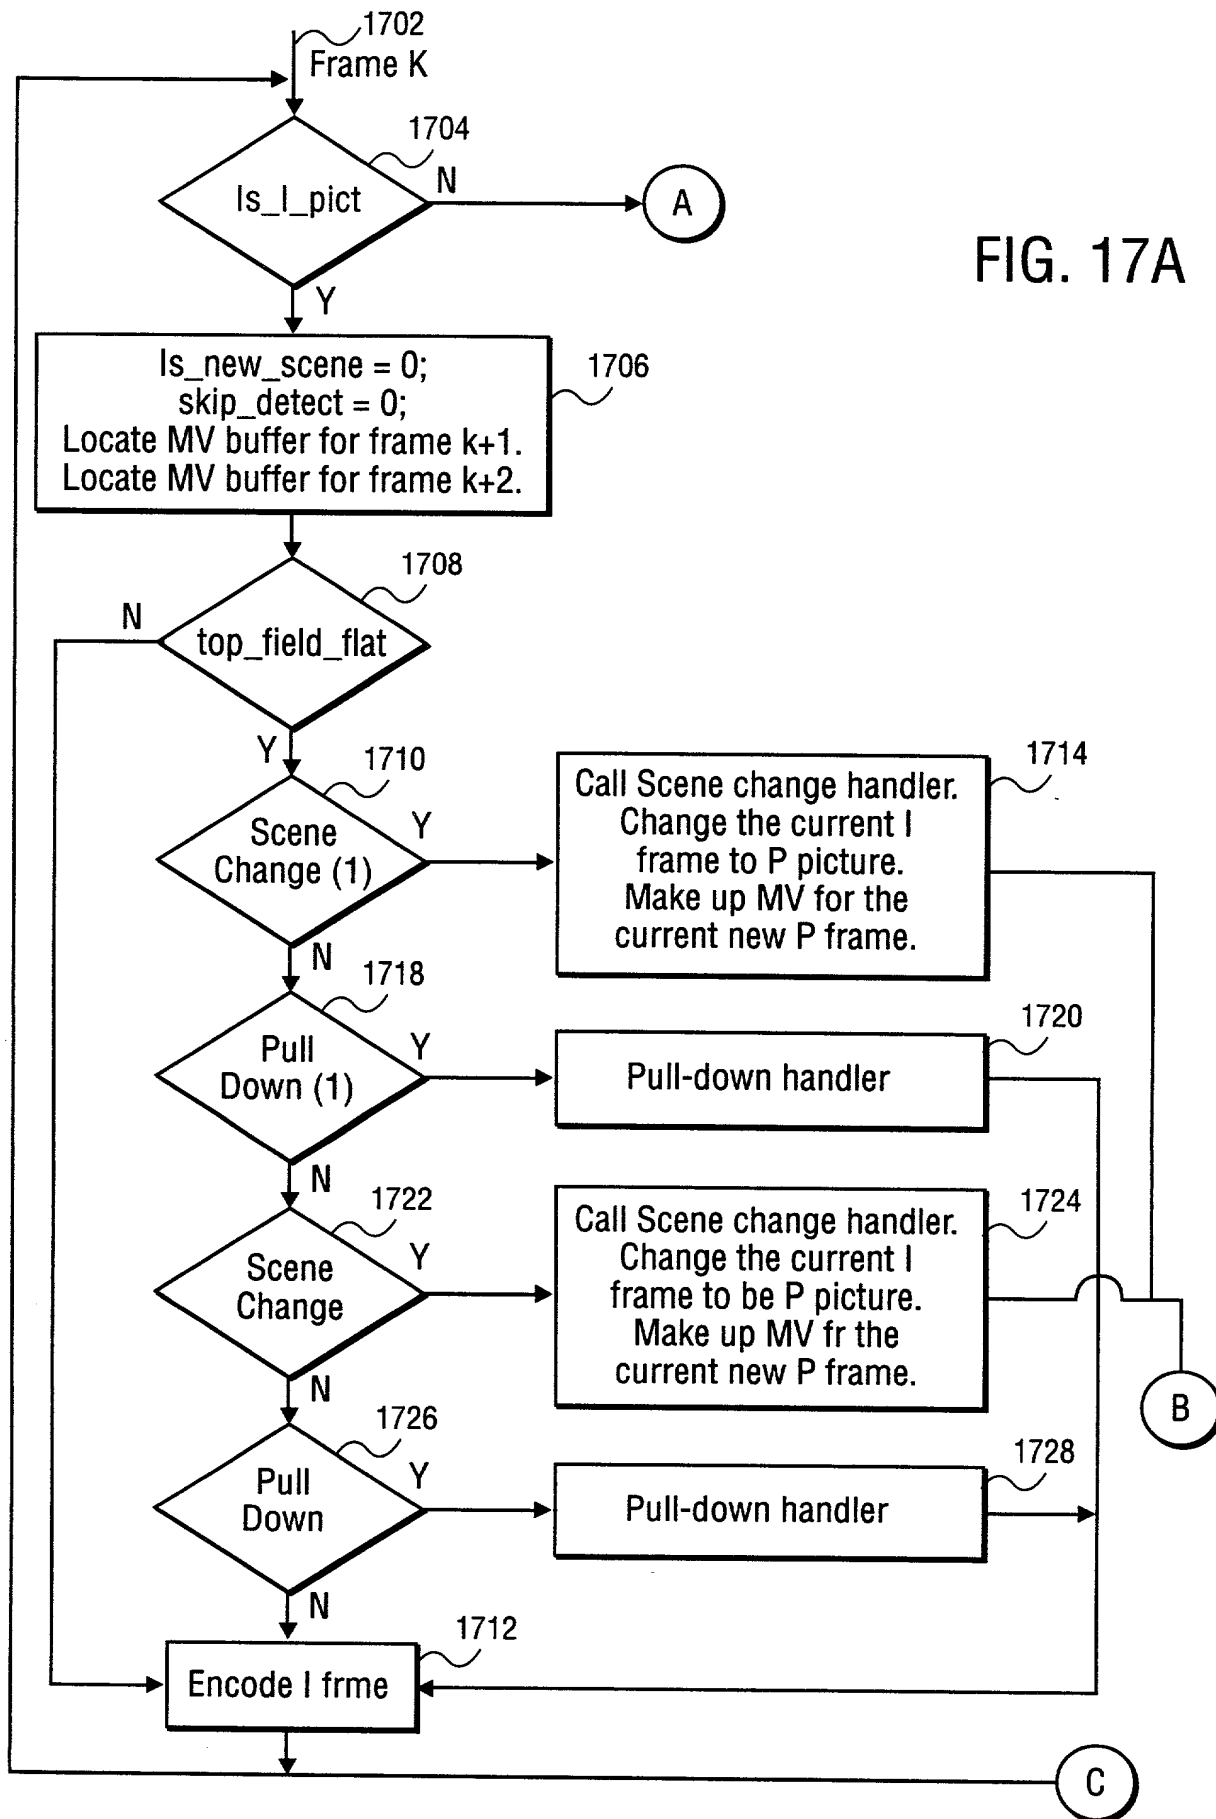 1702
Frame K
1704
Is_I_pict
N
A
FIG. 17A
Y
Is_new_scene = 0;
skip_detect = 0;
Locate MV buffer for frame k+1.
Locate MV buffer for frame k+2.
1706
1708
N
top_field_flat
Y
1710
Scene
Change (1)
Y
1714
Call Scene change handler.
Change the current I
frame to P picture.
Make up MV for the
current new P frame.
N
1718
Pull
Down (1)
Y
1720
Pull-down handler
N
1722
Scene
Change
Y
1724
Call Scene change handler.
Change the current I
frame to be P picture.
Make up MV fr the
current new P frame.
B
N
1726
Pull
Down
Y
1728
Pull-down handler
N
1712
Encode I frme
C